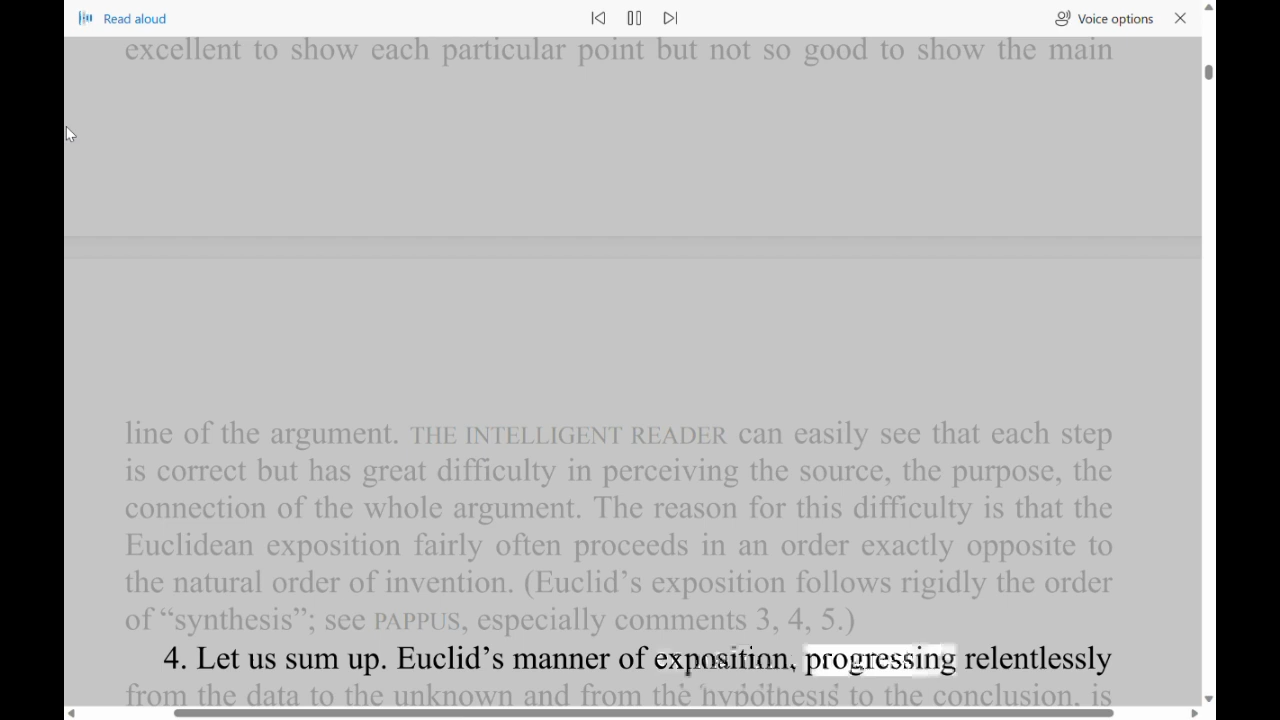 Read aloud
Voice options
excellent to show each particular point but not so good to show the main
line of the argument. THE INTELLIGENT READER can easily see that each step
is correct but has great difficulty in perceiving the source, the purpose, the
connection of the whole argument. The reason for this difficulty is that the
Euclidean exposition fairly often proceeds in an order exactly opposite to
the natural order of invention. (Euclid’s exposition follows rigidly the order
of “synthesis”; see PAPPUS, especially comments 3, 4, 5.)
4. Let us sum up. Euclid’s manner of exposition, progressing relentlessly
from the data to the unknown and from the hypothesis to the conclusion, is